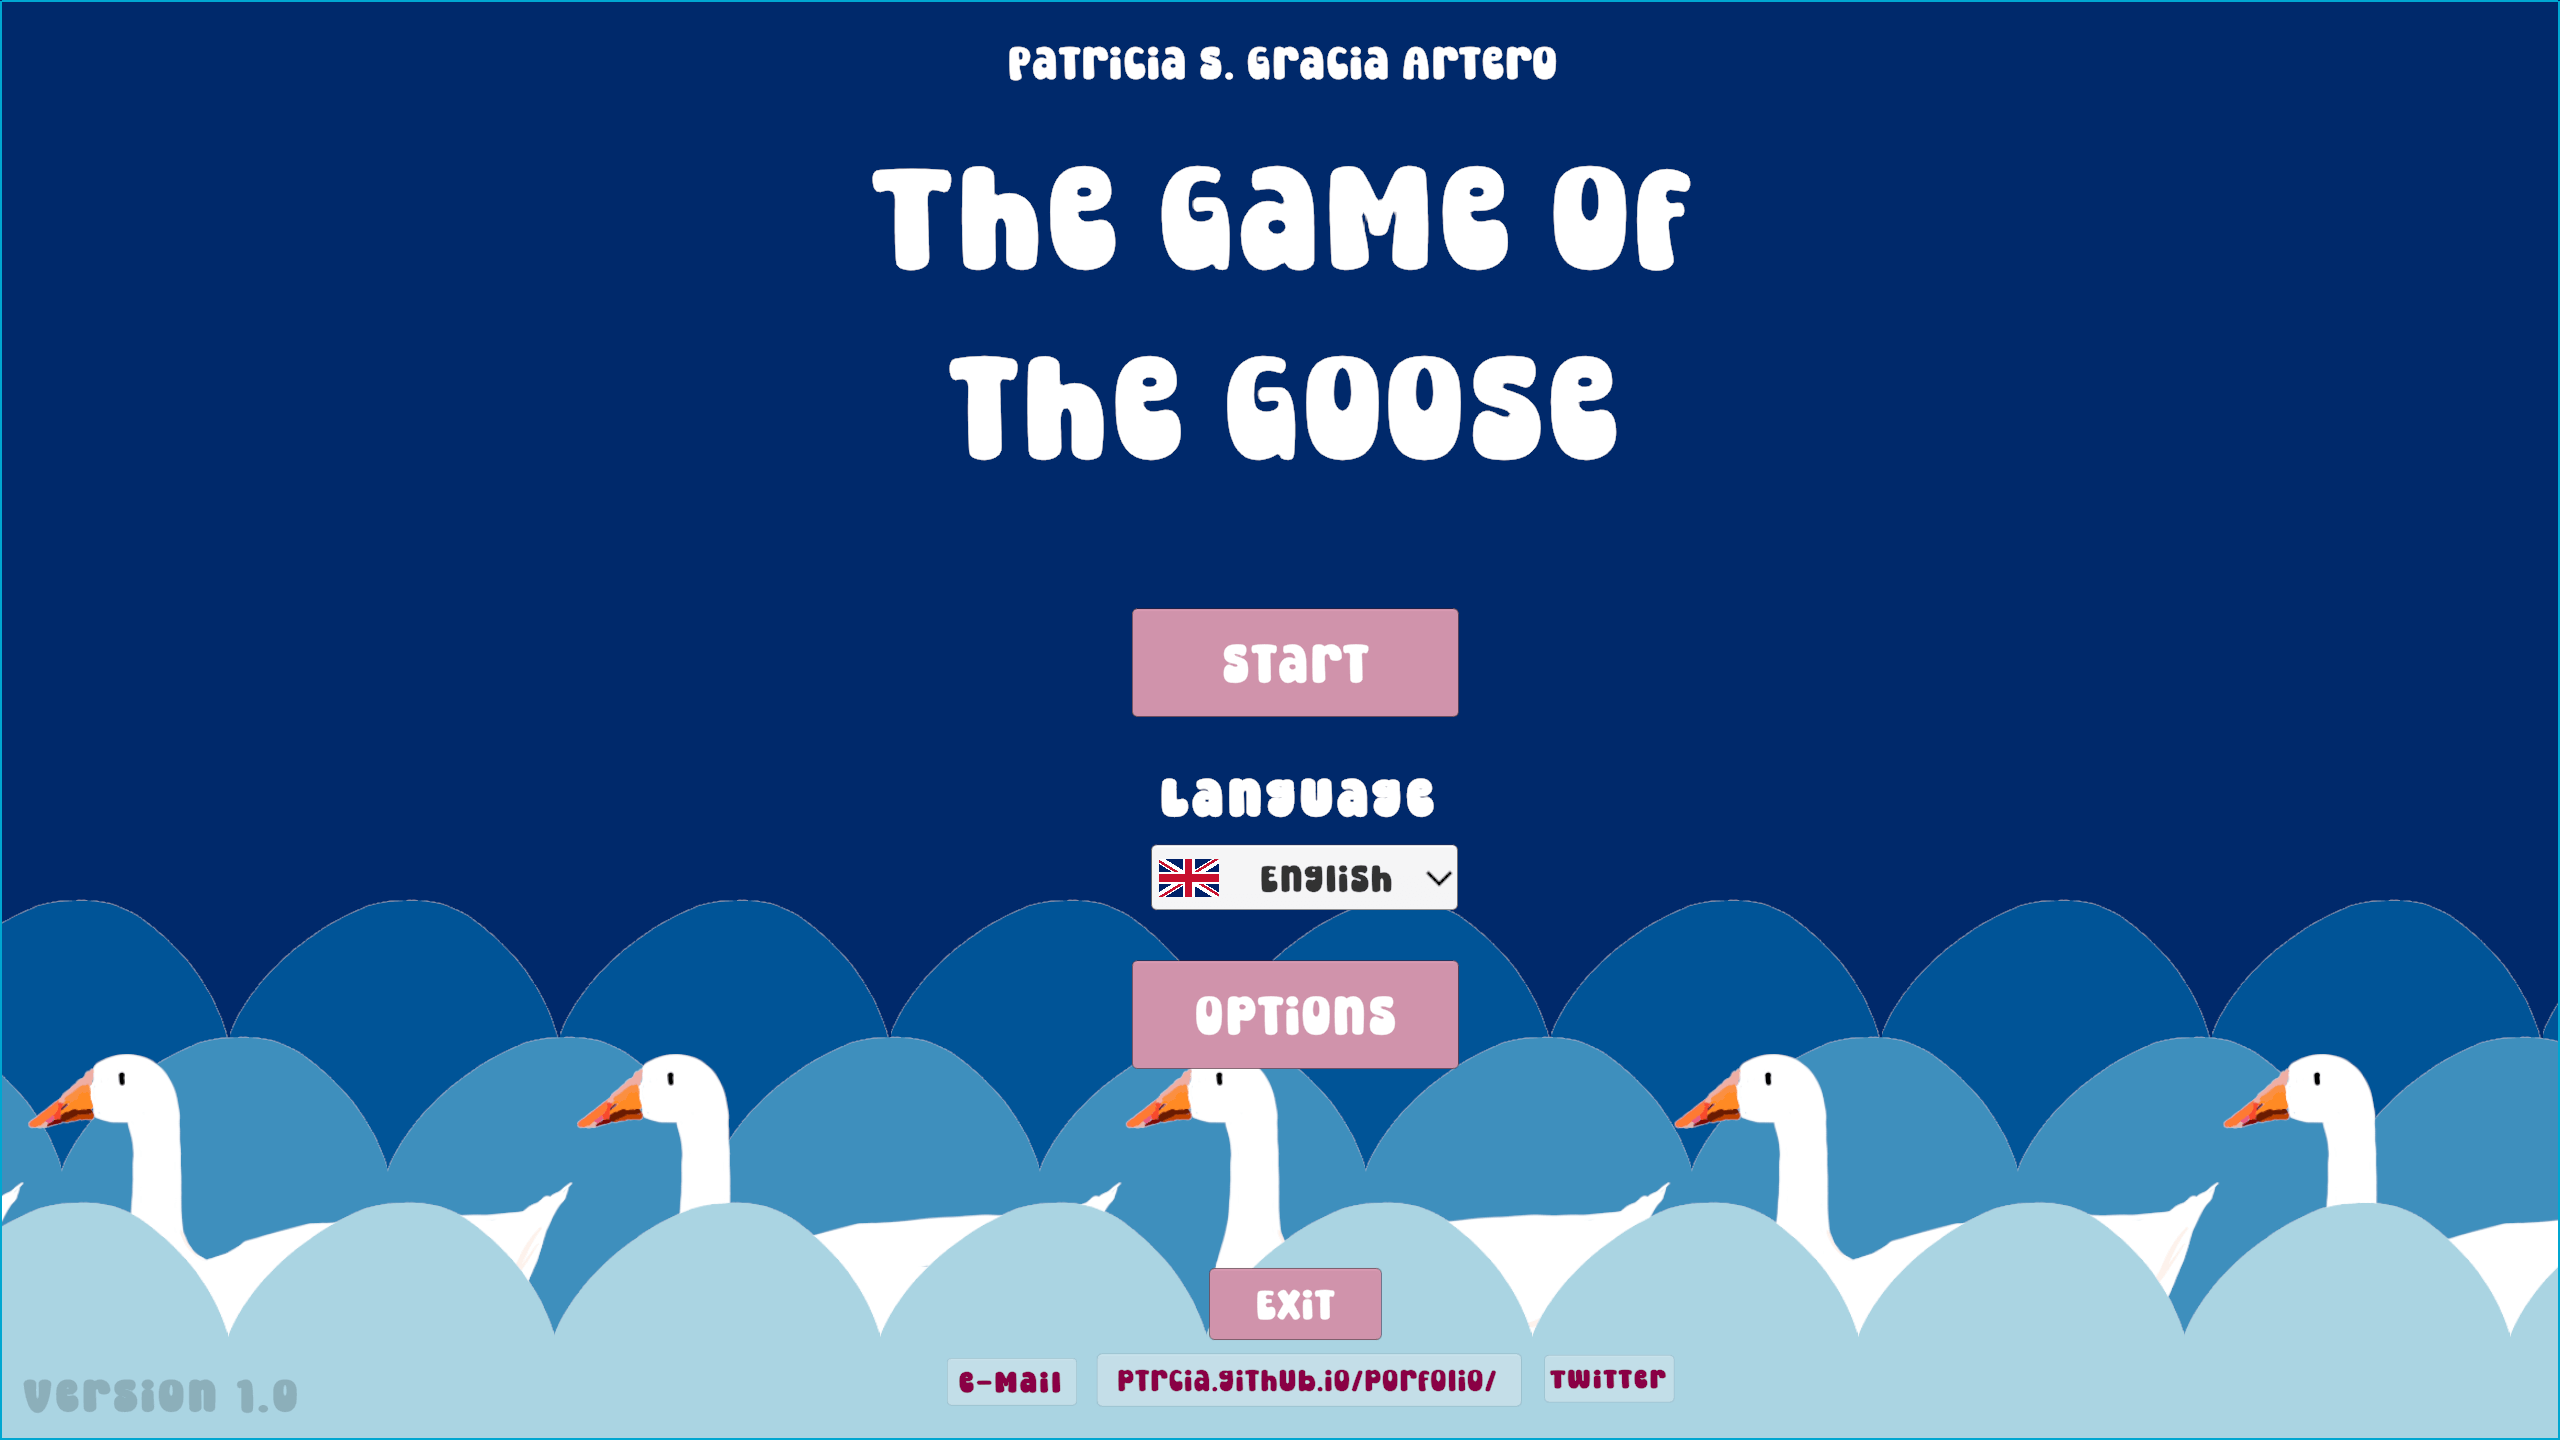 Patricia S. Gracia Artero
The Game Of
The Goose
Start
Language
English
Options
Exit
e-Mail
ptrcia.github.io/porfolio/
Twitter
Version 1.0